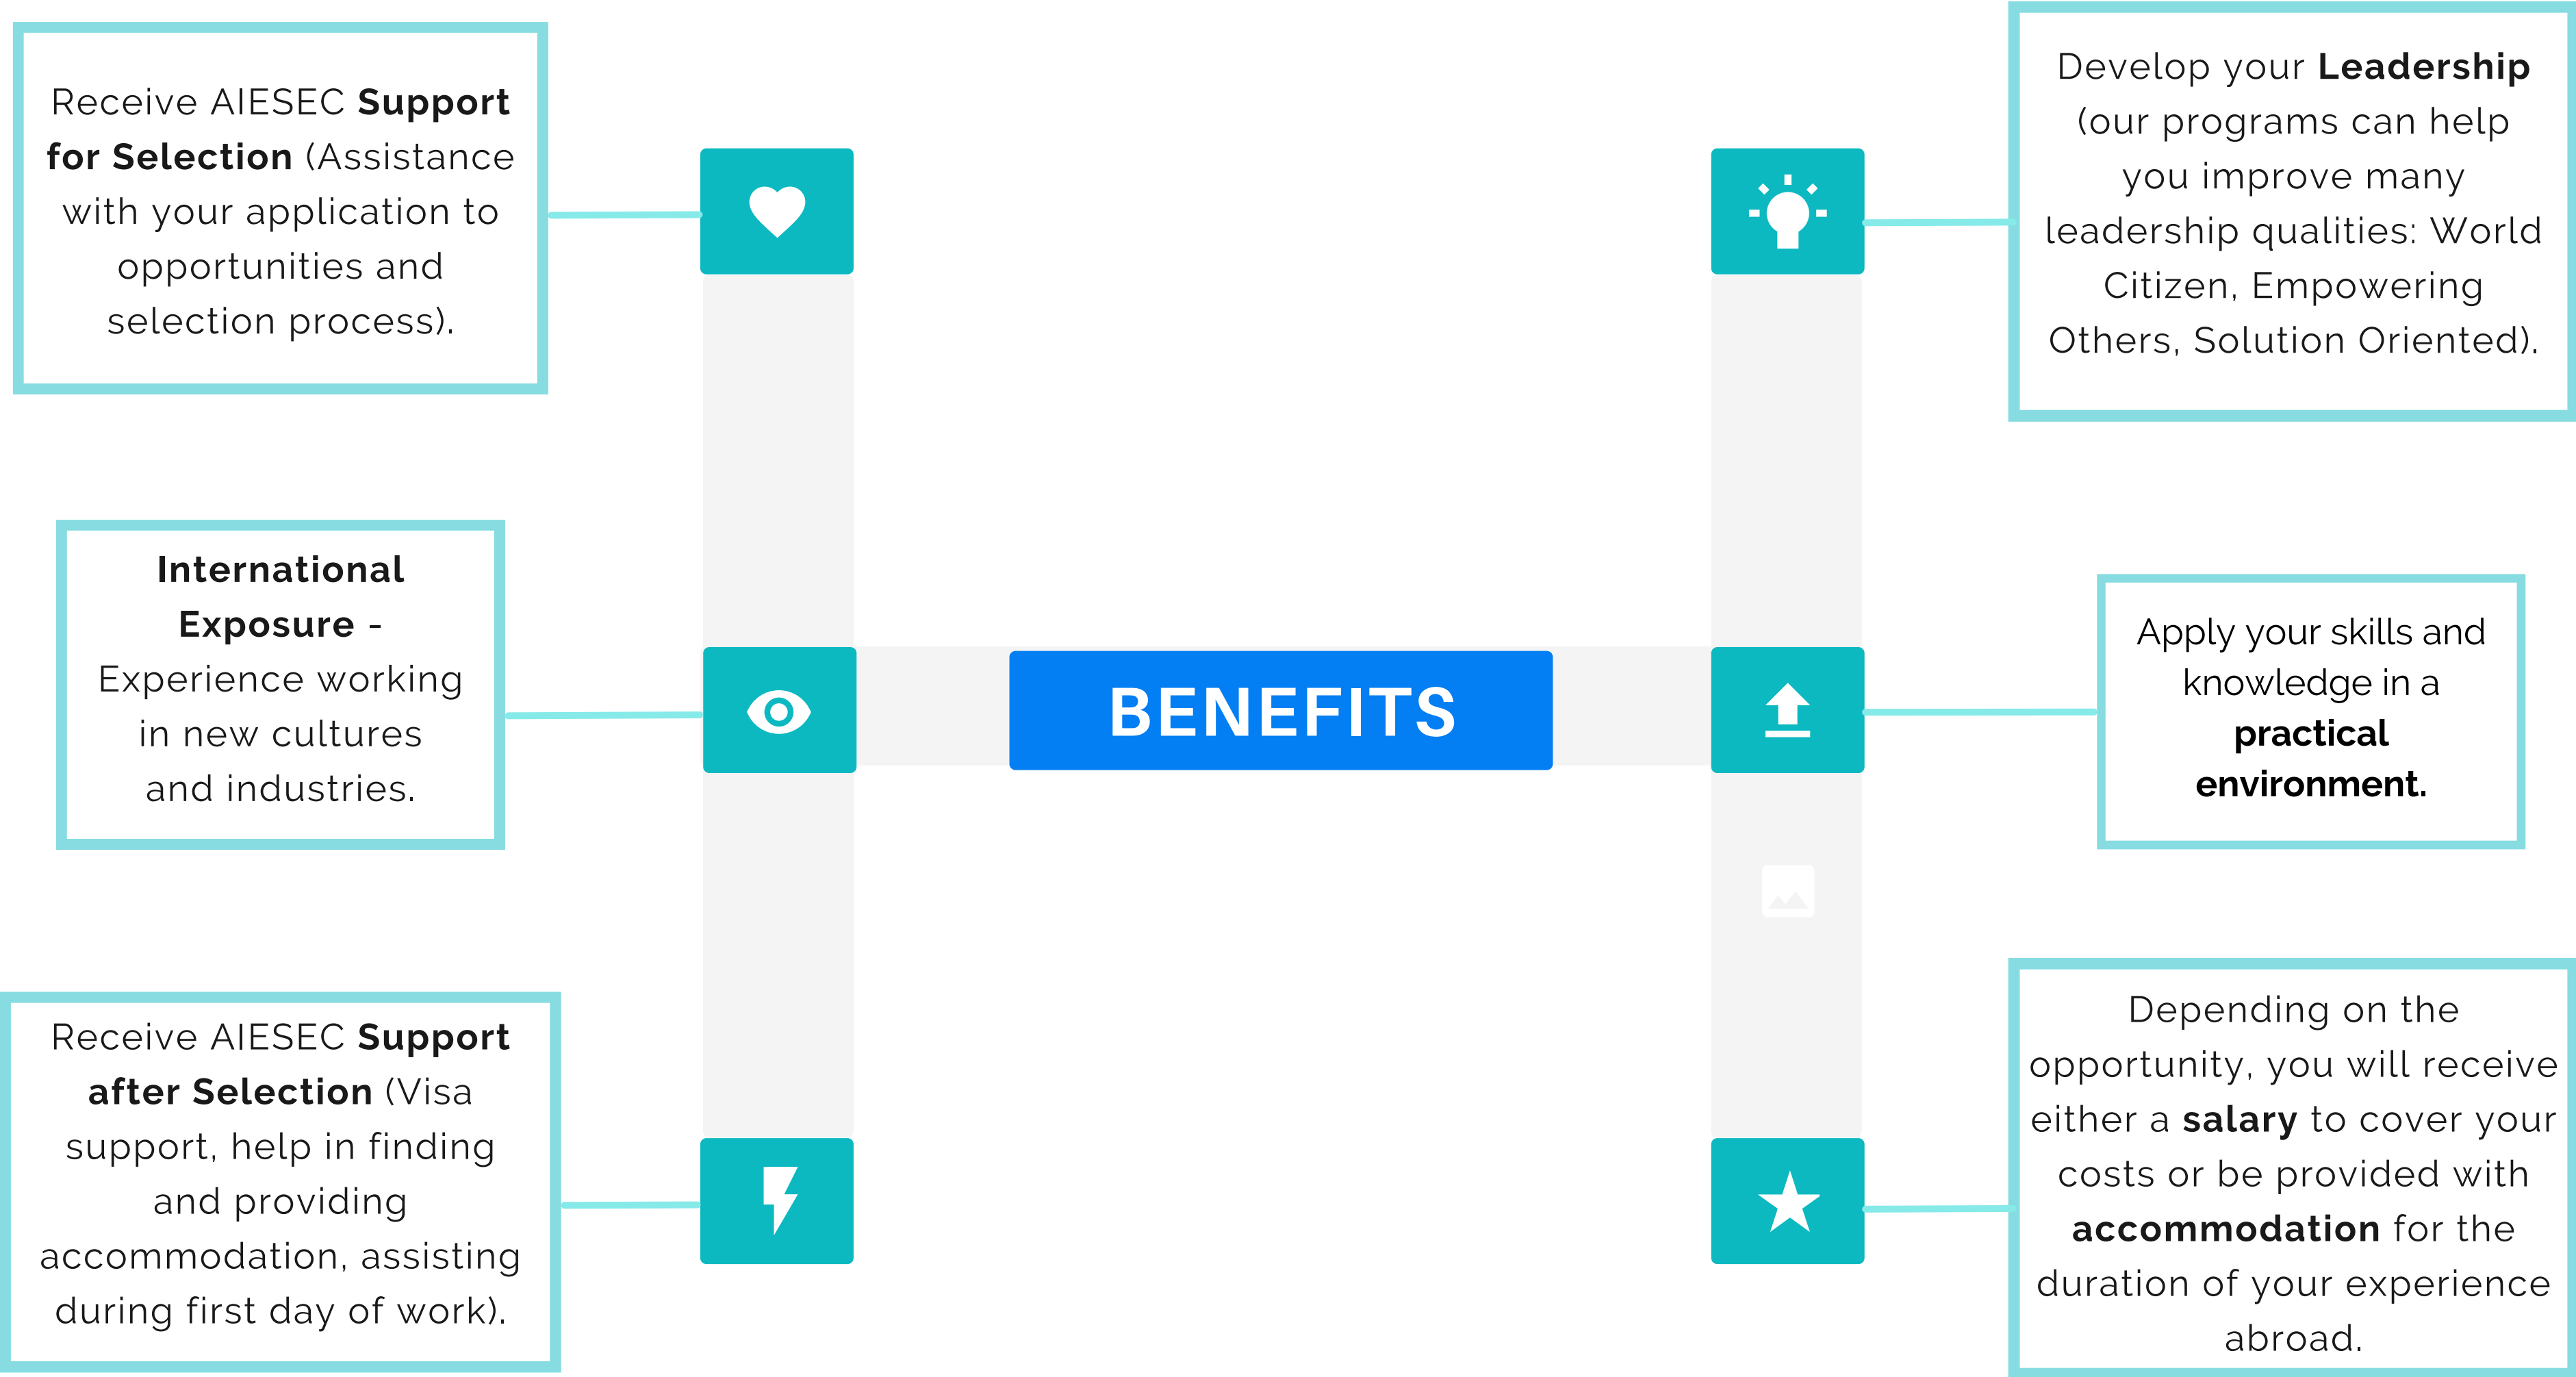 Receive AIESEC Support
for Selection (Assistance
with your application to
opportunities and
selection process).
International
Exposure -
Experience working
in new cultures
and industries.
Receive AIESEC Support
after Selection (Visa
support, help in finding
and providing
accommodation, assisting
during first day of work).
BENEFITS
Develop your Leadership
(our programs can help
you improve many
leadership qualities: World
Citizen, Empowering
Others, Solution Oriented).
Apply your skills and
knowledge in a
practical
environment.
Depending on the
opportunity, you will receive
either a salary to cover your
costs or be provided with
accommodation for the
duration of your experience
abroad.